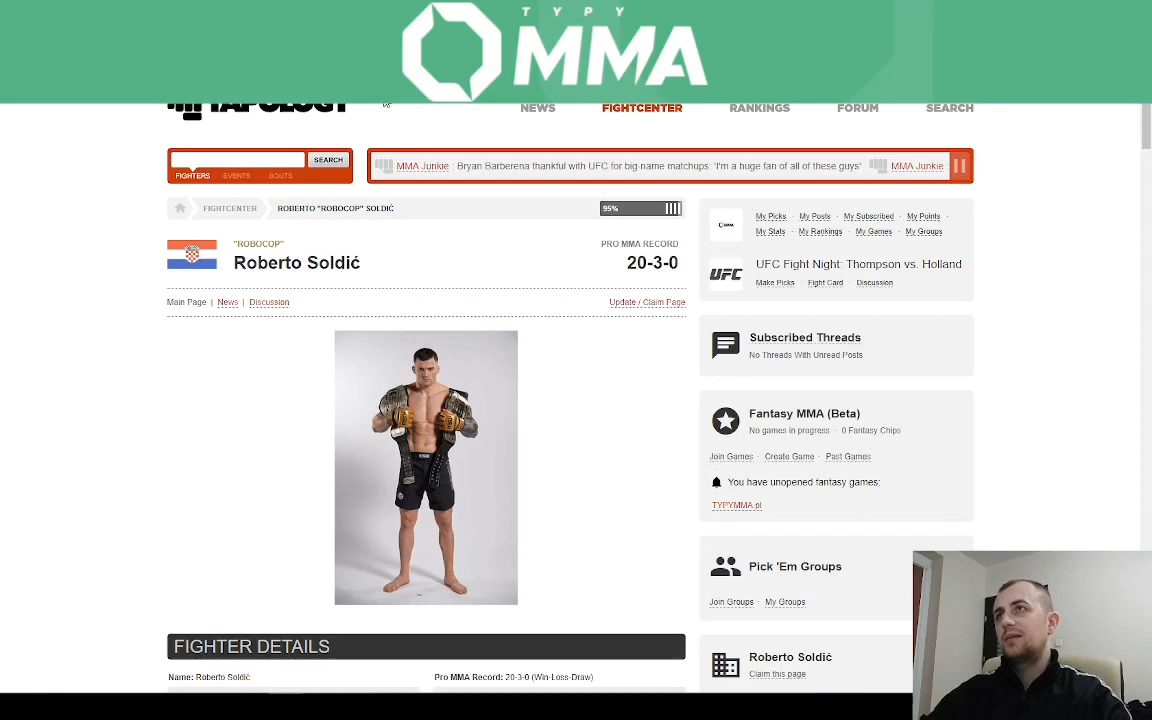 TYPY
MMA
TAPOLOGY
NEWS
FIGHTCENTER
RANKINGS
FORUM
SEARCH
SEARCH
FIGHTERS
EVENTS
BOUTS
MMA Junkie : Bryan Barberena thankful with UFC for big-name matchups: 'I'm a huge fan of all of these guys'
MMA Junkie
FIGHTCENTER
ROBERTO "ROBOCOP" SOLDIĆ
95%
"ROBOCOP"
Roberto Soldić
PRO MMA RECORD
20-3-0
Main Page | News | Discussion
Update / Claim Page
FIGHTER DETAILS
Name: Roberto Soldić
Pro MMA Record: 20-3-0 (Win-Loss-Draw)
MMA
My Picks · My Posts · My Subscribed · My Points ·
My Stats · My Rankings · My Games · My Groups
UFC
UFC Fight Night: Thompson vs. Holland
Make Picks · Fight Card · Discussion
Subscribed Threads
No Threads With Unread Posts
Fantasy MMA (Beta)
No games in progress · 0 Fantasy Chips
Join Games · Create Game · Past Games
You have unopened fantasy games:
TYPYMMA.pl
Pick 'Em Groups
Join Groups · My Groups
Roberto Soldić
Claim this page